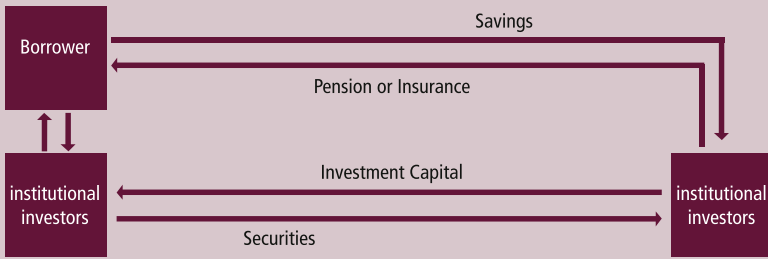 Savings
Borrower
Pension or Insurance
Investment Capital
institutional
investors
institutional
investors
Securities